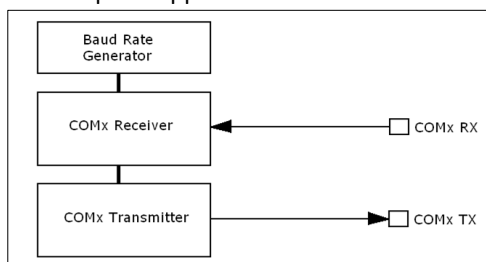 Baud Rate
Generator
COMx Receiver
COMx RX
COMx Transmitter
COMx TX